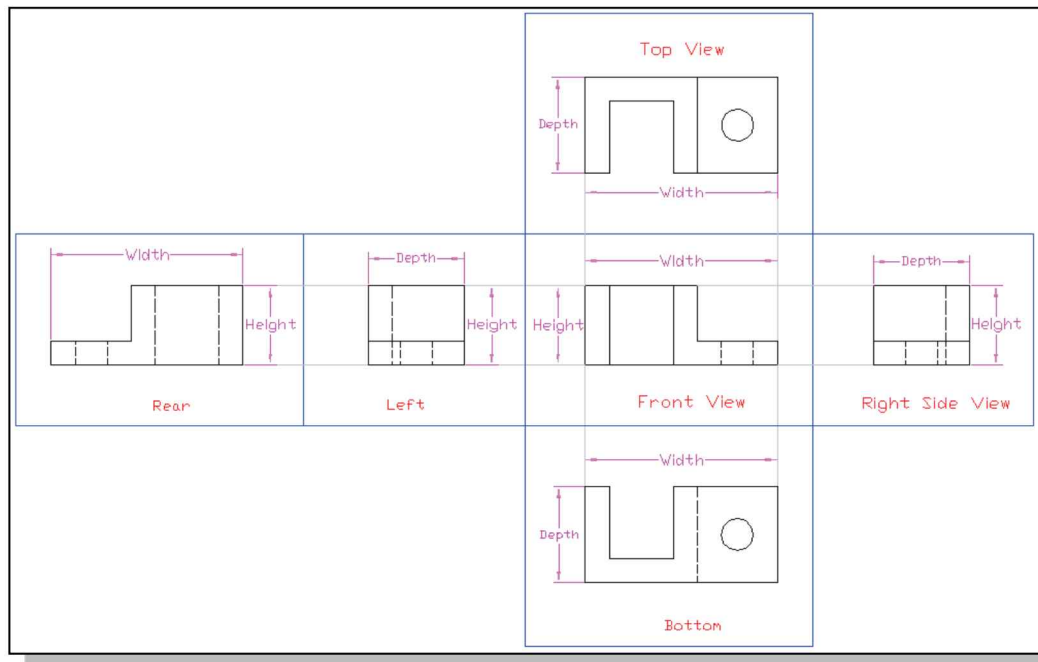 Top View
Depth
Width
Width
Depth
Width
Depth
Height
Height
Height
Height
Rear
Left
Front View
Right Side View
Width
Depth
Bottom